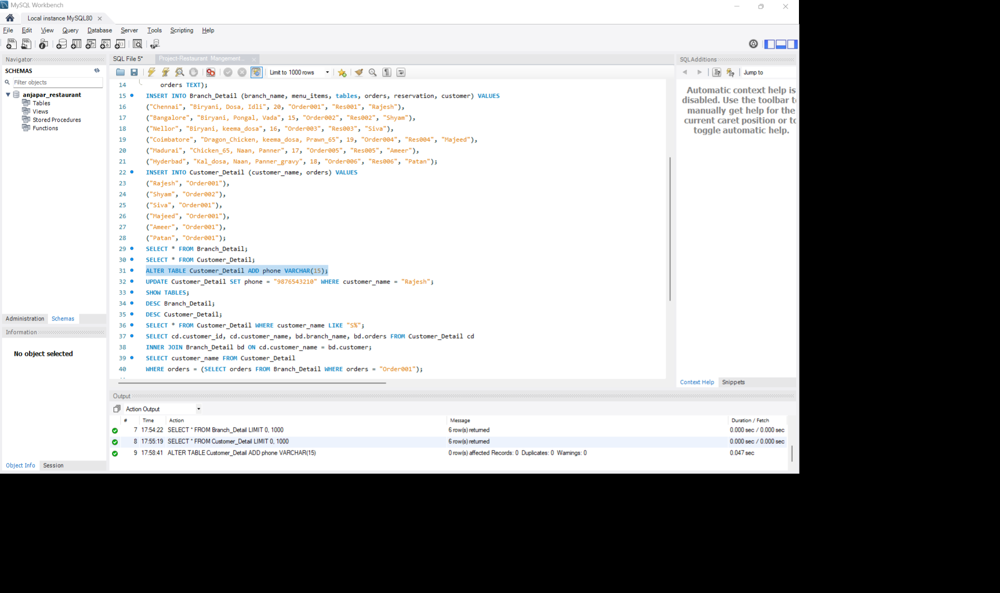 MySQL Workbench
Local instance MySQL80
File Edit View Query Database Server Tools Scripting Help
Navigator
SCHEMAS
Filter objects
anjapar_restaurant
Tables
Views
Stored Procedures
Functions
Administration Schemas
Information
No object selected
Object Info Session
SQL File 5* Project-Restaurant Mangement...
Limit to 1000 rows
14 orders TEXT);
15 INSERT INTO Branch_Detail (branch_name, menu_items, tables, orders, reservation, customer) VALUES
16 ("Chennai", "Biryani, Dosa, Idli", 20, "Order001", "Res001", "Rajesh"),
17 ("Bangalore", "Biryani, Pongal, Vada", 15, "Order002", "Res002", "Shyam"),
18 ("Nellor", "Biryani, keema_dosa", 16, "Order003", "Res003", "Siva"),
19 ("Coimbatore", "Dragon_Chicken, keema_dosa, Prawn_65", 19, "Order004", "Res004", "Majeed"),
20 ("Madurai", "Chicken_65, Naan, Panner", 17, "Order005", "Res005", "Ameer"),
21 ("Hyderbad", "Kal_dosa, Naan, Panner_gravy", 18, "Order006", "Res006", "Patan");
22 INSERT INTO Customer_Detail (customer_name, orders) VALUES
23 ("Rajesh", "Order001"),
24 ("Shyam", "Order002"),
25 ("Siva", "Order001"),
26 ("Majeed", "Order001"),
27 ("Ameer", "Order001"),
28 ("Patan", "Order001");
29 SELECT * FROM Branch_Detail;
30 SELECT * FROM Customer_Detail;
31 ALTER TABLE Customer_Detail ADD phone VARCHAR(15);
32 UPDATE Customer_Detail SET phone = "9876543210" WHERE customer_name = "Rajesh";
33 SHOW TABLES;
34 DESC Branch_Detail;
35 DESC Customer_Detail;
36 SELECT * FROM Customer_Detail WHERE customer_name LIKE "S%";
37 SELECT cd.customer_id, cd.customer_name, bd.branch_name, bd.orders FROM Customer_Detail cd
38 INNER JOIN Branch_Detail bd ON cd.customer_name = bd.customer;
39 SELECT customer_name FROM Customer_Detail
40 WHERE orders = (SELECT orders FROM Branch_Detail WHERE orders = "Order001");
SQLAdditions
Jump to
Automatic context help is
disabled. Use the toolbar t
manually get help for the
current caret position or to
toggle automatic help.
Context Help Snippets
Output
Action Output
# Time Action Message Duration / Fetch
7 17:54:22 SELECT * FROM Branch_Detail LIMIT 0, 1000 6 row(s) returned 0.000 sec / 0.000 sec
8 17:55:19 SELECT * FROM Customer_Detail LIMIT 0, 1000 6 row(s) returned 0.000 sec / 0.000 sec
9 17:58:41 ALTER TABLE Customer_Detail ADD phone VARCHAR(15) 0 row(s) affected Records: 0 Duplicates: 0 Warnings: 0 0.047 sec